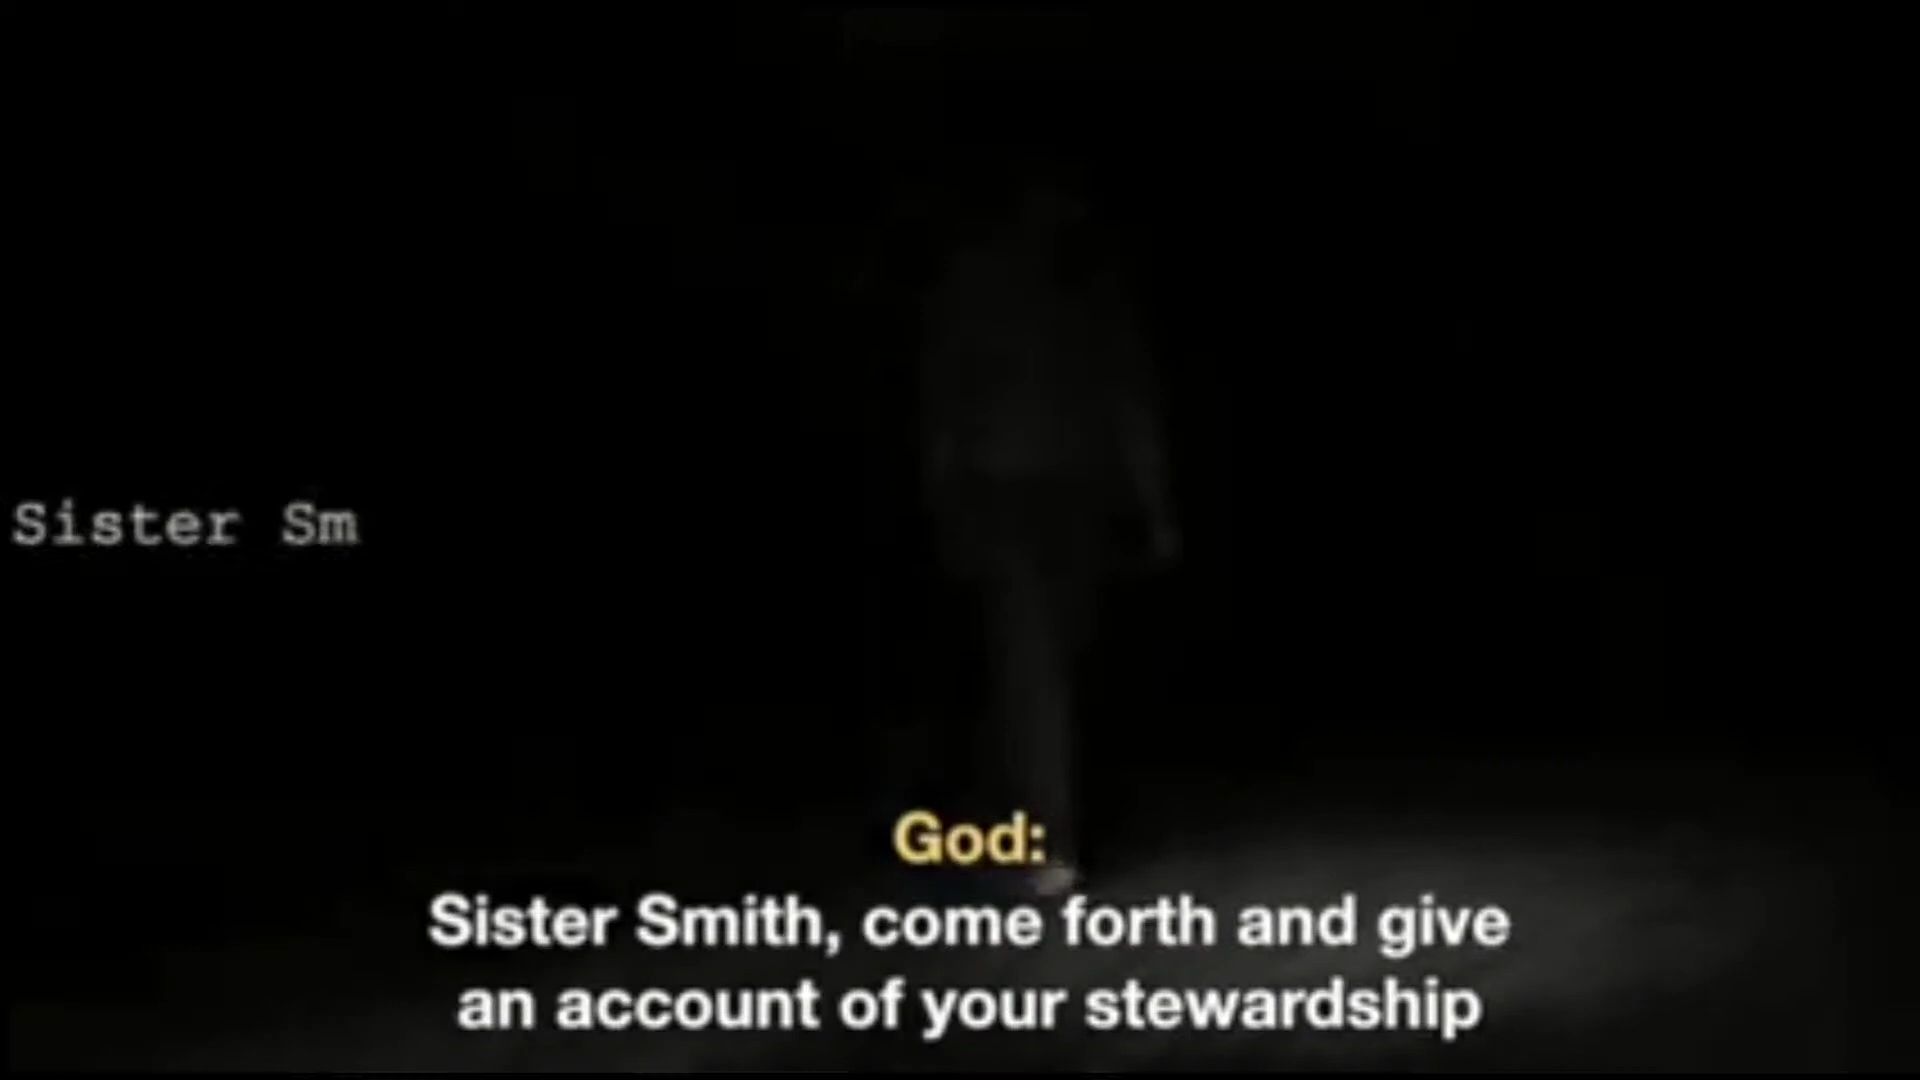 Sister Sm
God:
Sister Smith, come forth and give
an account of your stewardship